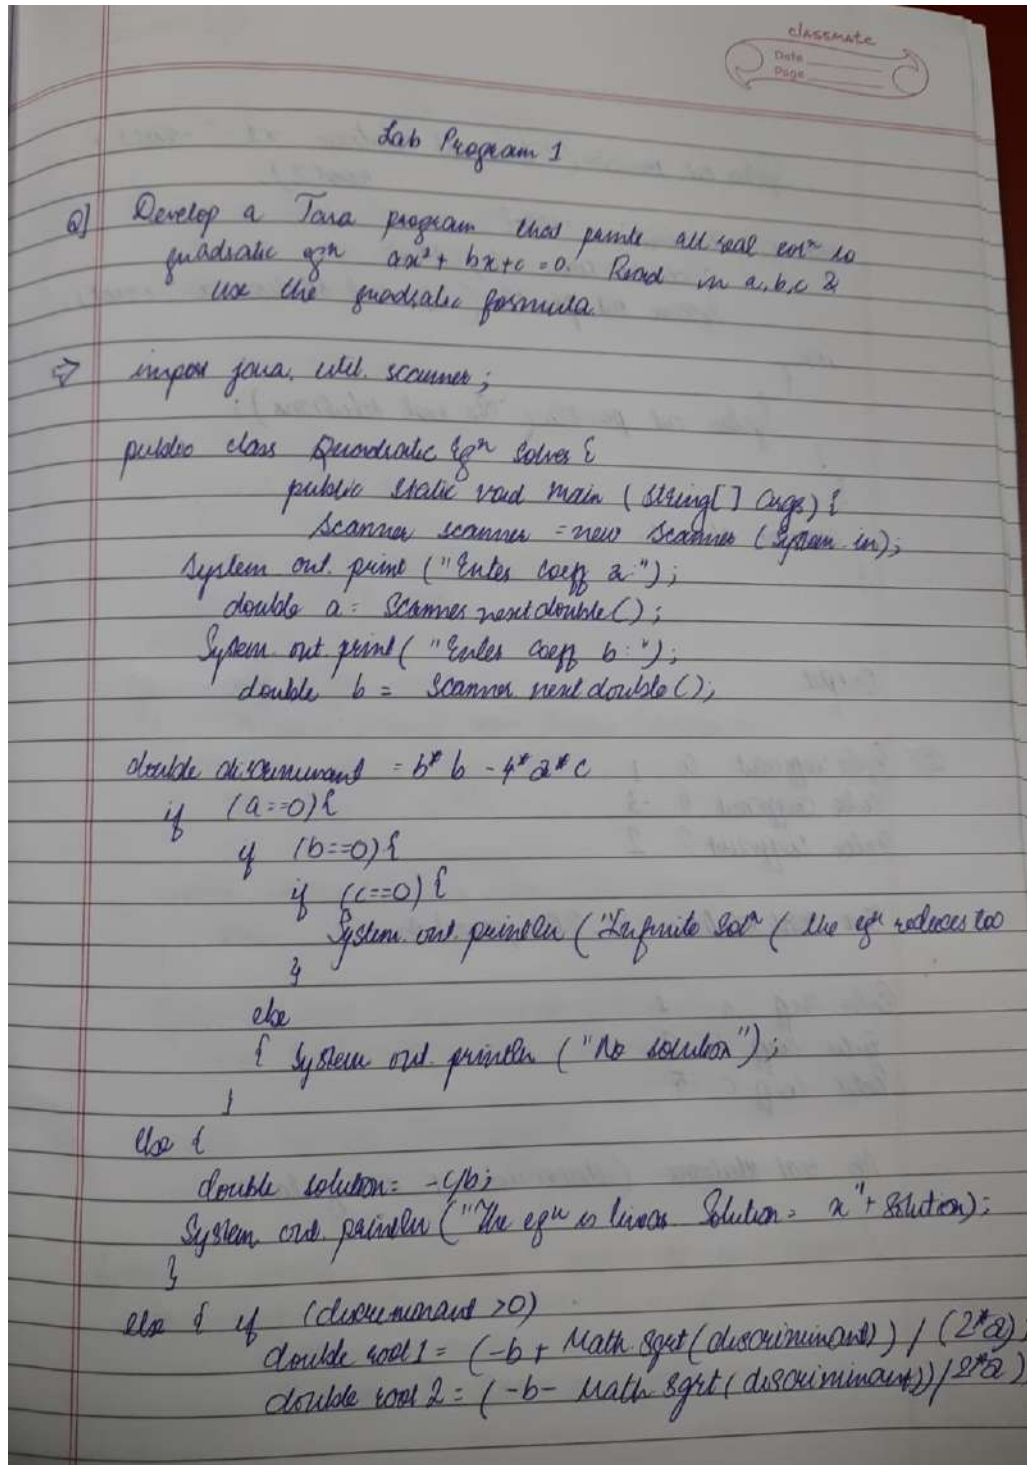 classmate
Date
Page
Lab Program 1
Q] Develop a Java program that prints all real solⁿ to
quadratic eqⁿ ax² + bx + c = 0. Read in a, b, c &
use the quadratic formula.
⇒ import java. util. scanner;
public class Quadratic Eqⁿ Solver {
public static void main ( String[ ] args) {
Scanner scanner = new Scanner (System. in);
System out. print ("Enter coeff a:");
double a = Scanner next double();
System. out. print( "Enter coeff b:");
double b = Scanner next double();
double discriminant = b* b - 4* a* c
if (a==0) {
if (b==0) {
if (c==0) {
System. out. println ("Infinite Solⁿ ( the eqⁿ reduces too
}
else
{ System out. println ("No solution");
}
else {
double solution= -c/b;
System. out. println ("The eqⁿ is linear. Solution = x" + Solution);
}
else { if (discriminant >0)
double root 1 = (-b + Math. Sqrt( discriminant) ) / (2*a);
double root 2 = (-b- Math Sqrt( discriminant))/2*a)